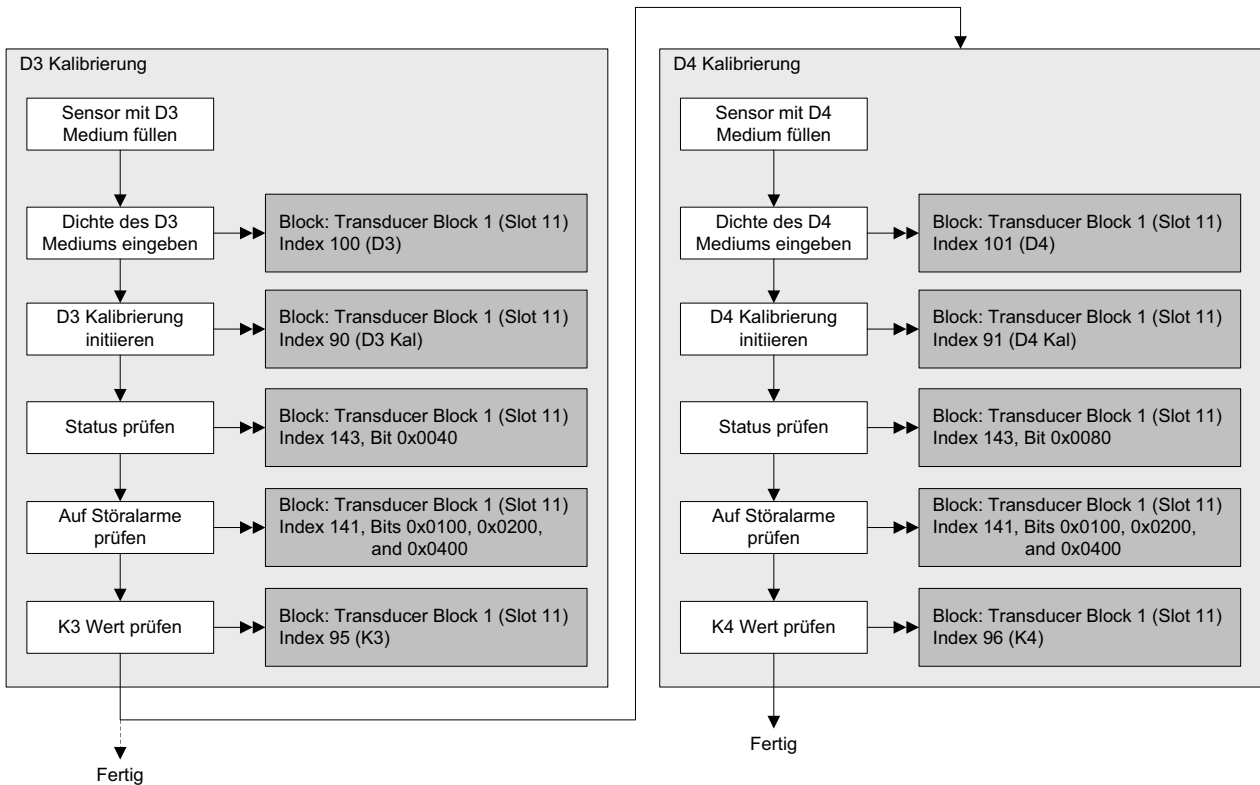 D3 Kalibrierung
Sensor mit D3
Medium füllen
Dichte des D3
Mediums eingeben
Block: Transducer Block 1 (Slot 11)
Index 100 (D3)
D3 Kalibrierung
initiieren
Block: Transducer Block 1 (Slot 11)
Index 90 (D3 Kal)
Status prüfen
Block: Transducer Block 1 (Slot 11)
Index 143, Bit 0x0040
Auf Störalarme
prüfen
Block: Transducer Block 1 (Slot 11)
Index 141, Bits 0x0100, 0x0200,
and 0x0400
K3 Wert prüfen
Block: Transducer Block 1 (Slot 11)
Index 95 (K3)
Fertig
D4 Kalibrierung
Sensor mit D4
Medium füllen
Dichte des D4
Mediums eingeben
Block: Transducer Block 1 (Slot 11)
Index 101 (D4)
D4 Kalibrierung
initiieren
Block: Transducer Block 1 (Slot 11)
Index 91 (D4 Kal)
Status prüfen
Block: Transducer Block 1 (Slot 11)
Index 143, Bit 0x0080
Auf Störalarme
prüfen
Block: Transducer Block 1 (Slot 11)
Index 141, Bits 0x0100, 0x0200,
and 0x0400
K4 Wert prüfen
Block: Transducer Block 1 (Slot 11)
Index 96 (K4)
Fertig